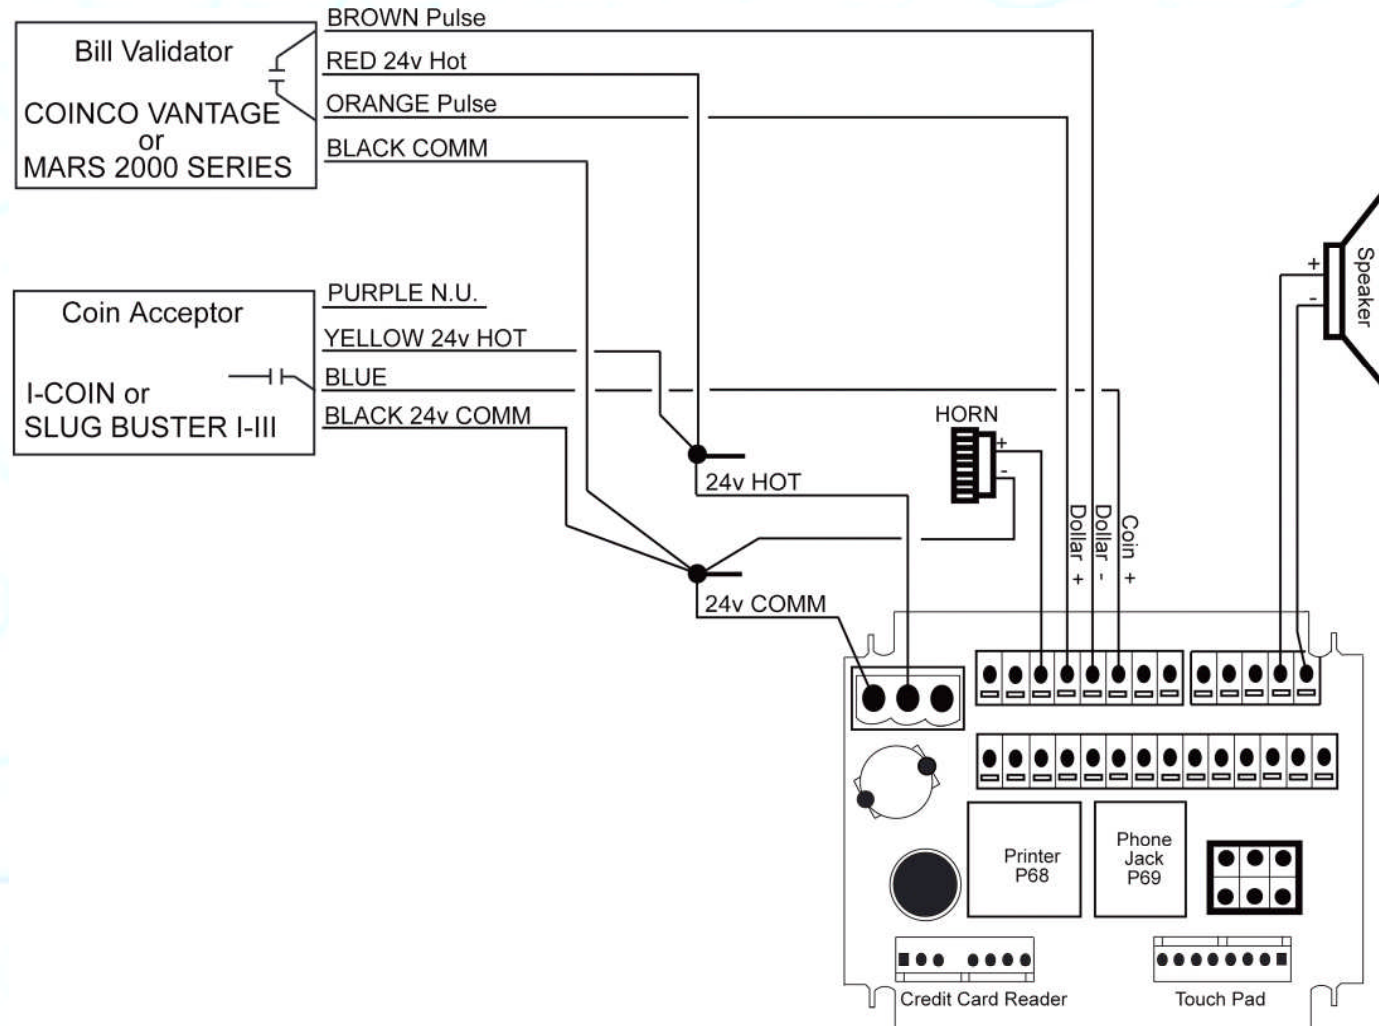 BROWN Pulse
Bill Validator
RED 24v Hot
COINCO VANTAGE
ORANGE Pulse
or
BLACK COMM
MARS 2000 SERIES
PURPLE N.U.
Coin Acceptor
YELLOW 24v HOT
BLUE
I-COIN or
BLACK 24v COMM
SLUG BUSTER I-III
+
-
Speaker
HORN
+
-
24v HOT
Dollar +
Dollar -
Coin +
24v COMM
Printer
P68
Phone
Jack
P69
Credit Card Reader
Touch Pad